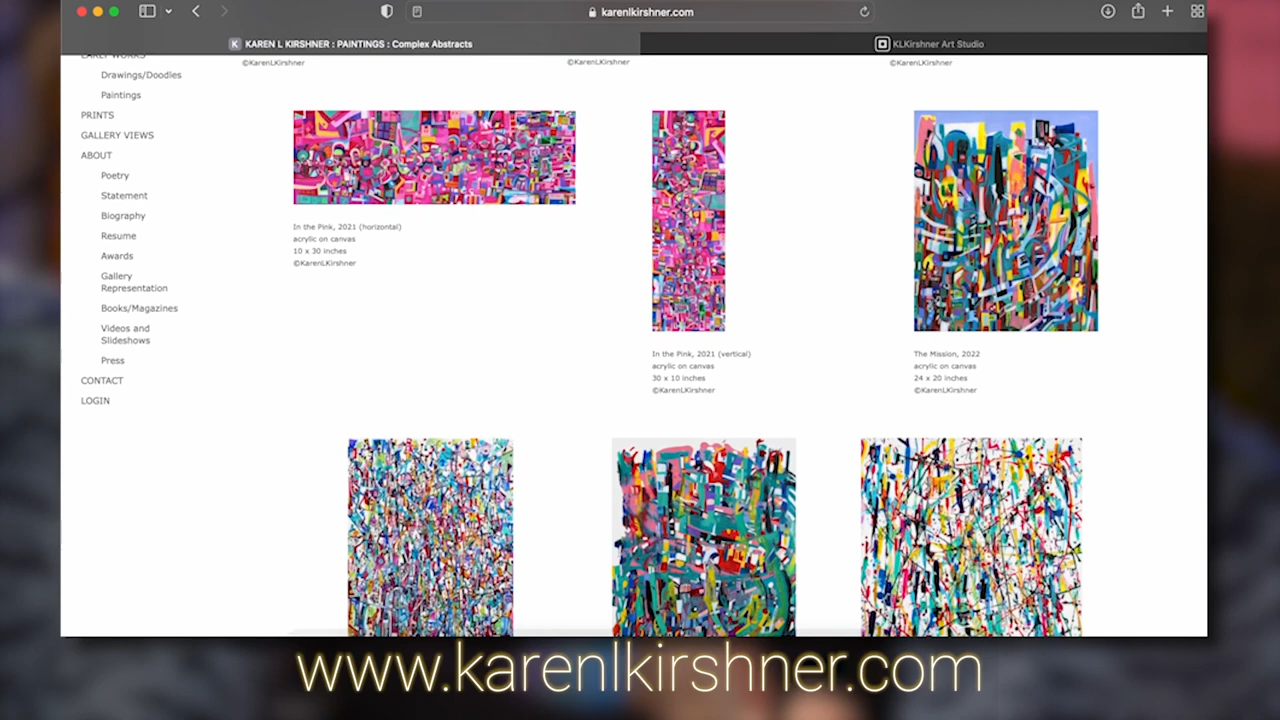 karenlkirshner.com
K KAREN L KIRSHNER : PAINTINGS : Complex Abstracts
KLKirshner Art Studio
EARLY WORKS
Drawings/Doodles
Paintings
PRINTS
GALLERY VIEWS
ABOUT
Poetry
Statement
Biography
Resume
Awards
Gallery
Representation
Books/Magazines
Videos and
Slideshows
Press
CONTACT
LOGIN
©KarenLKirshner
©KarenLKirshner
©KarenLKirshner
In the Pink, 2021 (horizontal)
acrylic on canvas
10 x 30 inches
©KarenLKirshner
In the Pink, 2021 (vertical)
acrylic on canvas
30 x 10 inches
©KarenLKirshner
The Mission, 2022
acrylic on canvas
24 x 20 inches
©KarenLKirshner
www.karenlkirshner.com